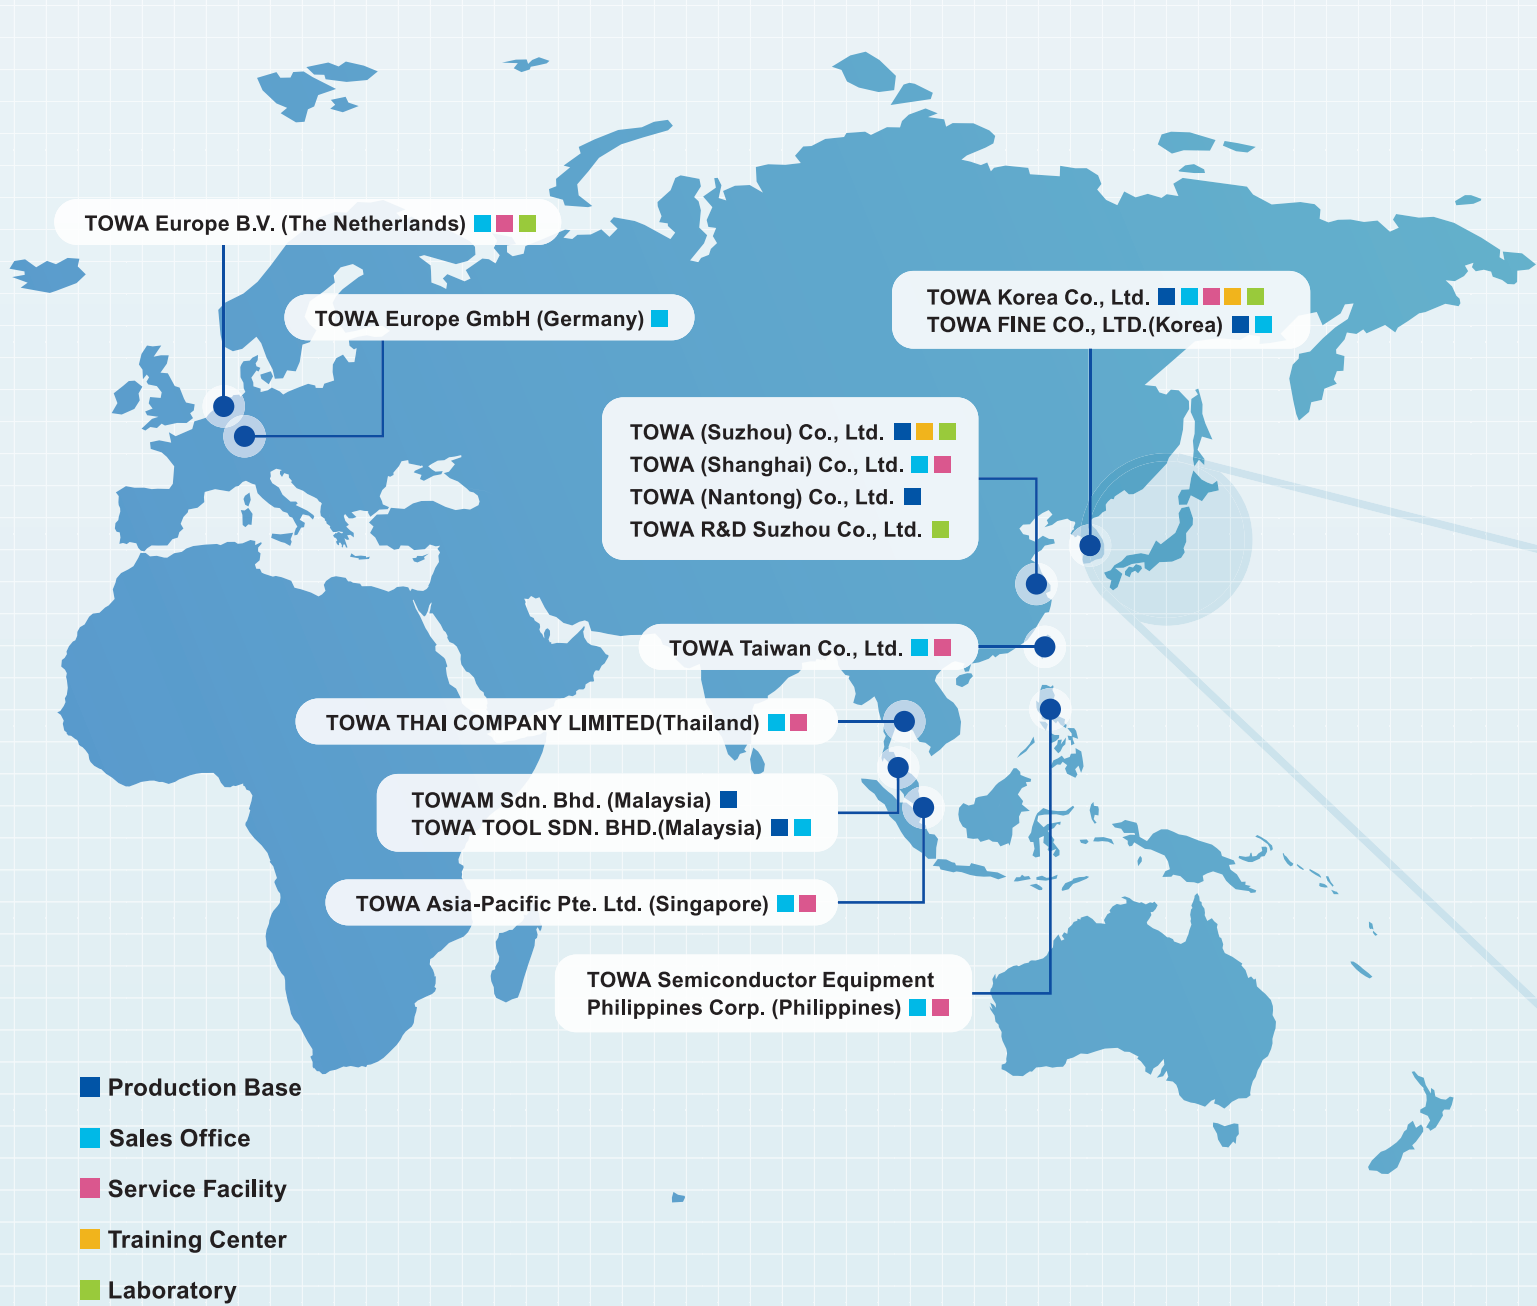 TOWA Europe B.V. (The Netherlands)
TOWA Europe GmbH (Germany)
TOWA Korea Co., Ltd.
TOWA FINE CO., LTD.(Korea)
TOWA (Suzhou) Co., Ltd.
TOWA (Shanghai) Co., Ltd.
TOWA (Nantong) Co., Ltd.
TOWA R&D Suzhou Co., Ltd.
TOWA Taiwan Co., Ltd.
TOWA THAI COMPANY LIMITED(Thailand)
TOWAM Sdn. Bhd. (Malaysia)
TOWA TOOL SDN. BHD.(Malaysia)
TOWA Asia-Pacific Pte. Ltd. (Singapore)
TOWA Semiconductor Equipment
Philippines Corp. (Philippines)
Production Base
Sales Office
Service Facility
Training Center
Laboratory